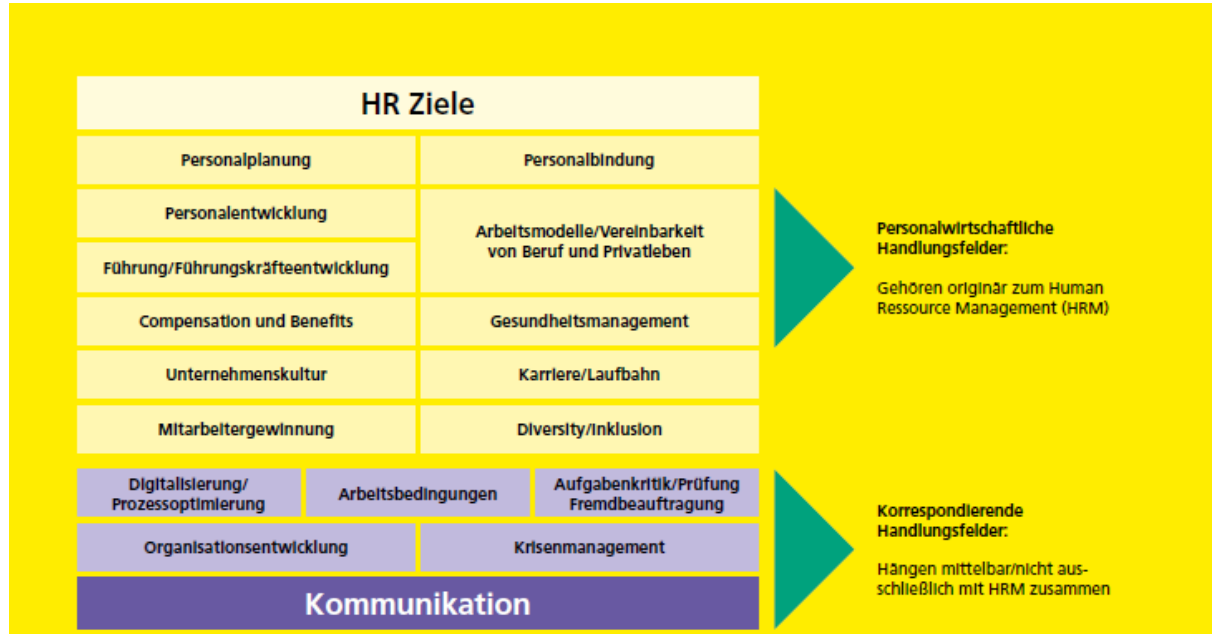 HR Ziele
Personalplanung
Personalbindung
Personalentwicklung
Arbeitsmodelle/Vereinbarkeit
von Beruf und Privatleben
Führung/Führungskräfteentwicklung
Compensation und Benefits
Gesundheitsmanagement
Unternehmenskultur
Karriere/Laufbahn
Mitarbeitergewinnung
Diversity/Inklusion
Personalwirtschaftliche
Handlungsfelder:
Gehören originär zum Human
Ressource Management (HRM)
Digitalisierung/
Prozessoptimierung
Arbeitsbedingungen
Aufgabenkritik/Prüfung
Fremdbeauftragung
Organisationsentwicklung
Krisenmanagement
Kommunikation
Korrespondierende
Handlungsfelder:
Hängen mittelbar/nicht aus-
schließlich mit HRM zusammen